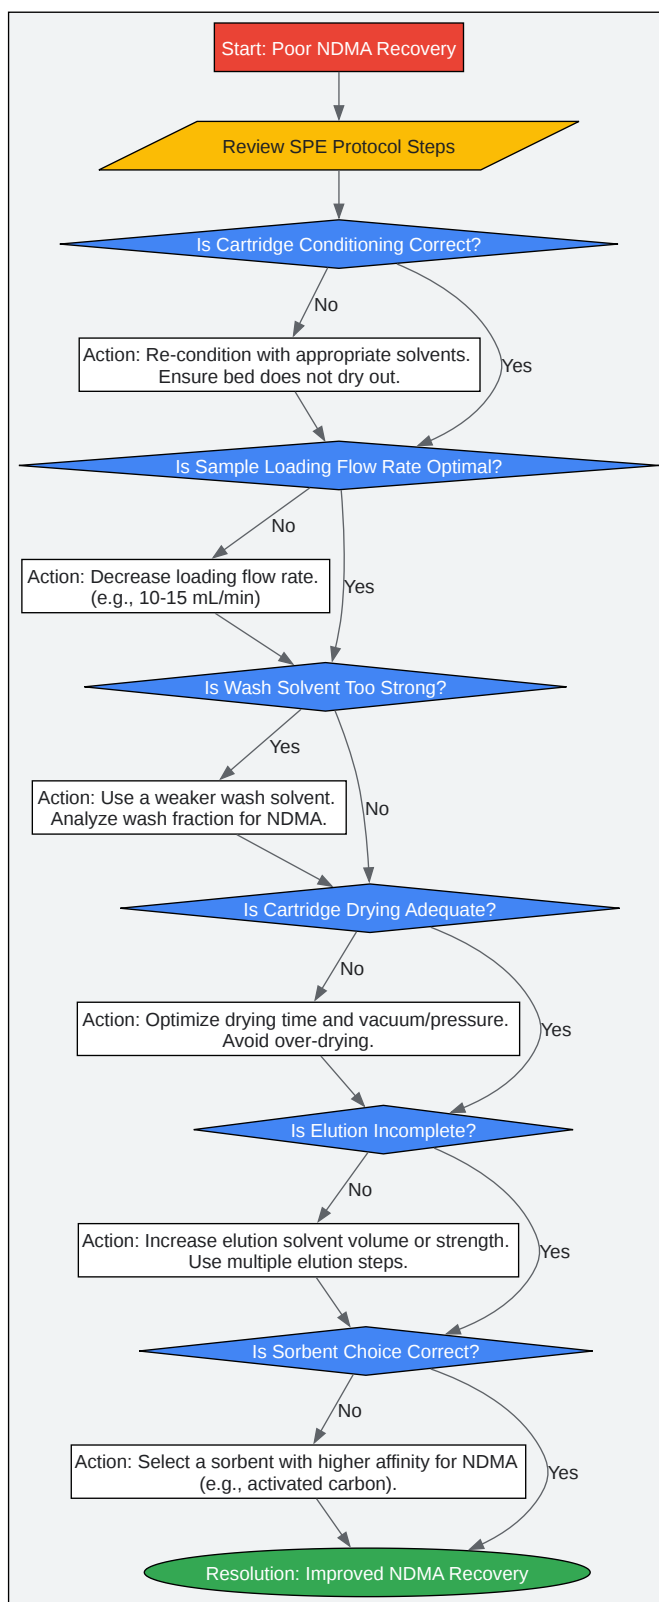 Start: Poor NDMA Recovery
Review SPE Protocol Steps
Is Cartridge Conditioning Correct?
No
Action: Re-condition with appropriate solvents.
Ensure bed does not dry out.
Yes
Is Sample Loading Flow Rate Optimal?
No
Action: Decrease loading flow rate.
(e.g., 10-15 mL/min)
Yes
Is Wash Solvent Too Strong?
Yes
Action: Use a weaker wash solvent.
Analyze wash fraction for NDMA.
No
Is Cartridge Drying Adequate?
No
Action: Optimize drying time and vacuum/pressure.
Avoid over-drying.
Yes
Is Elution Incomplete?
No
Action: Increase elution solvent volume or strength.
Use multiple elution steps.
Yes
Is Sorbent Choice Correct?
No
Action: Select a sorbent with higher affinity for NDMA
(e.g., activated carbon).
Yes
Resolution: Improved NDMA Recovery